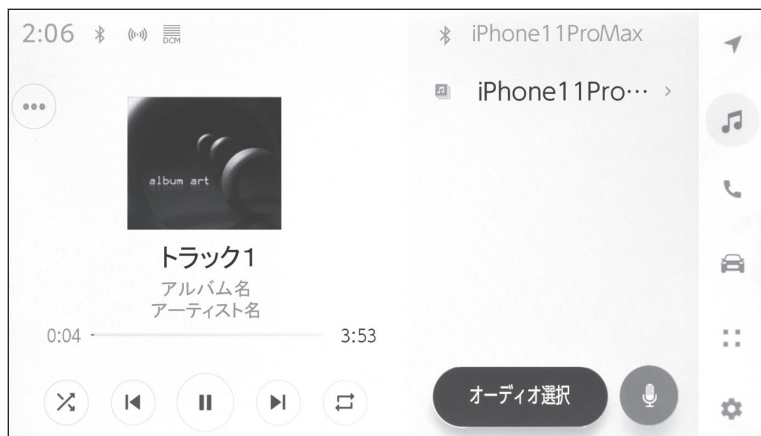 2:06
DCM
album art
トラック1
アルバム名
アーティスト名
0:04
3:53
iPhone11ProMax
iPhone11Pro…
オーディオ選択